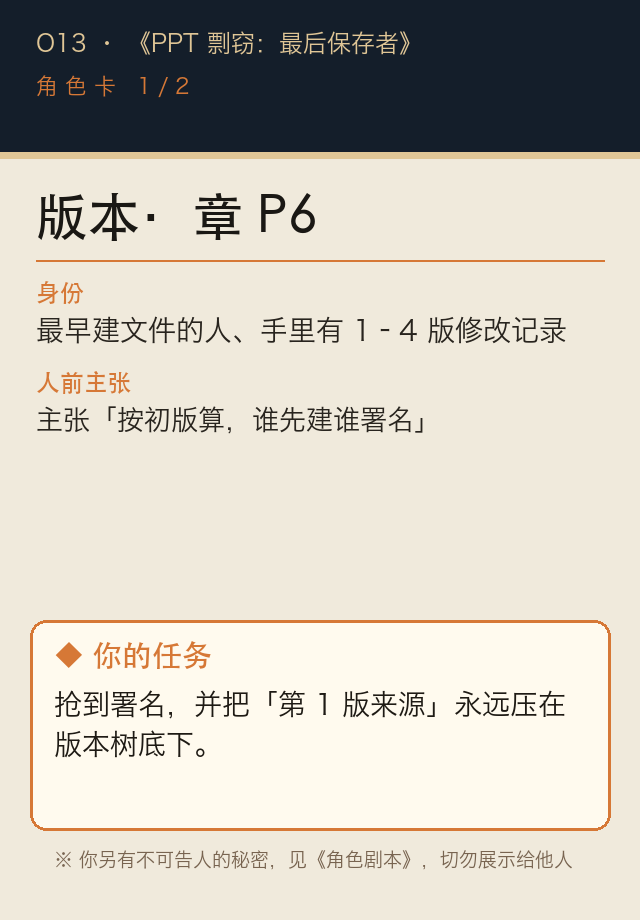 013 · 《PPT 剽窃：最后保存者》
角色卡 1/2
版本· 章 P6
身份
最早建文件的人、手里有 1 - 4 版修改记录
人前主张
主张「按初版算，谁先建谁署名」
◆ 你的任务
抢到署名，并把「第 1 版来源」永远压在
版本树底下。
※ 你另有不可告人的秘密，见《角色剧本》，切勿展示给他人